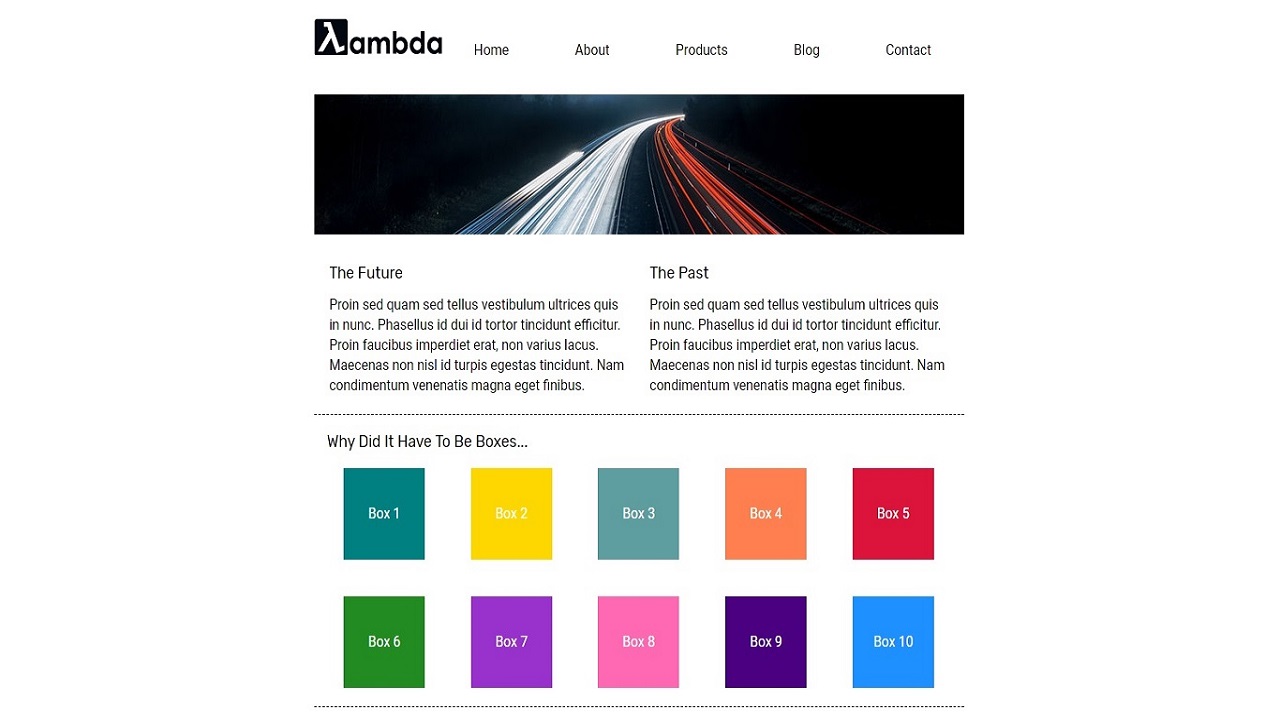 λambda
Home About Products Blog Contact
The Future
Proin sed quam sed tellus vestibulum ultrices quis
in nunc. Phasellus id dui id tortor tincidunt efficitur.
Proin faucibus imperdiet erat, non varius lacus.
Maecenas non nisl id turpis egestas tincidunt. Nam
condimentum venenatis magna eget finibus.
The Past
Proin sed quam sed tellus vestibulum ultrices quis
in nunc. Phasellus id dui id tortor tincidunt efficitur.
Proin faucibus imperdiet erat, non varius lacus.
Maecenas non nisl id turpis egestas tincidunt. Nam
condimentum venenatis magna eget finibus.
Why Did It Have To Be Boxes...
Box 1 Box 2 Box 3 Box 4 Box 5
Box 6 Box 7 Box 8 Box 9 Box 10